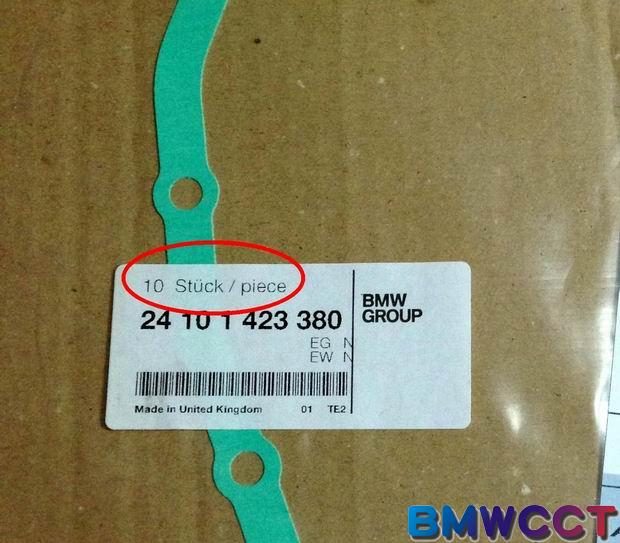 10 Stück / piece
24 10 1 423 380
EG N
EW N
Made in United Kingdom 01 TE2
BMW
GROUP
BMWCCT